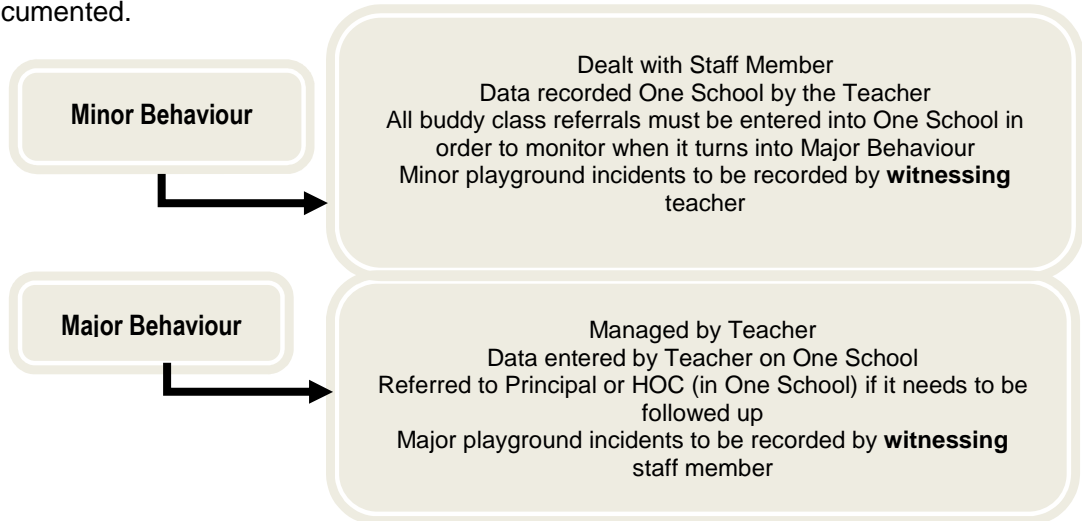 cumented.
Minor Behaviour
Dealt with Staff Member
Data recorded One School by the Teacher
All buddy class referrals must be entered into One School in
order to monitor when it turns into Major Behaviour
Minor playground incidents to be recorded by witnessing
teacher
Major Behaviour
Managed by Teacher
Data entered by Teacher on One School
Referred to Principal or HOC (in One School) if it needs to be
followed up
Major playground incidents to be recorded by witnessing
staff member